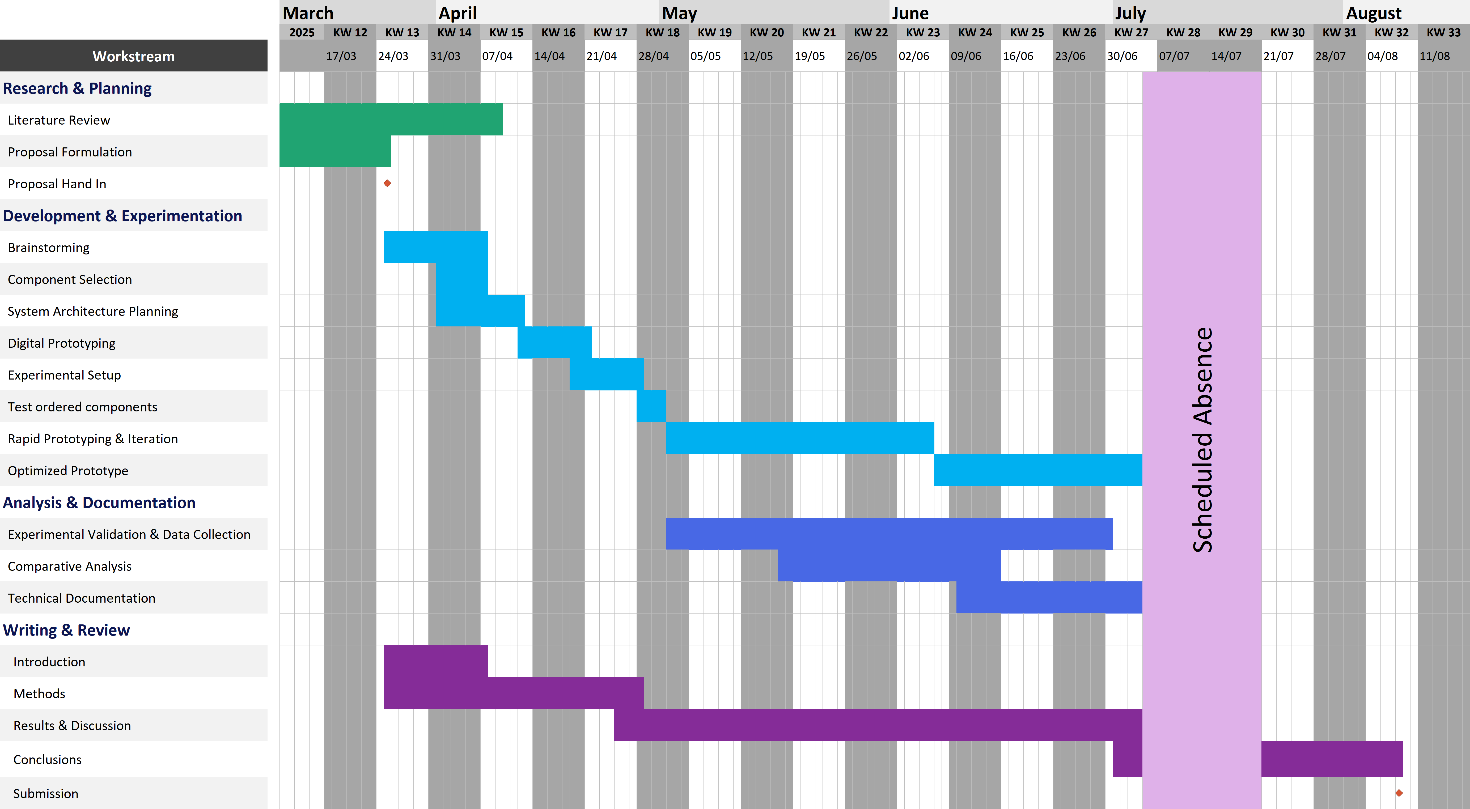 March April May June July August
2025 KW 12 KW 13 KW 14 KW 15 KW 16 KW 17 KW 18 KW 19 KW 20 KW 21 KW 22 KW 23 KW 24 KW 25 KW 26 KW 27 KW 28 KW 29 KW 30 KW 31 KW 32 KW 33
Workstream 17/03 24/03 31/03 07/04 14/04 21/04 28/04 05/05 12/05 19/05 26/05 02/06 09/06 16/06 23/06 30/06 07/07 14/07 21/07 28/07 04/08 11/08
Research & Planning
Literature Review
Proposal Formulation
Proposal Hand In
Development & Experimentation
Brainstorming
Component Selection
System Architecture Planning
Digital Prototyping
Experimental Setup
Test ordered components
Rapid Prototyping & Iteration
Optimized Prototype
Analysis & Documentation
Experimental Validation & Data Collection
Comparative Analysis
Technical Documentation
Writing & Review
Introduction
Methods
Results & Discussion
Conclusions
Submission
Scheduled Absence